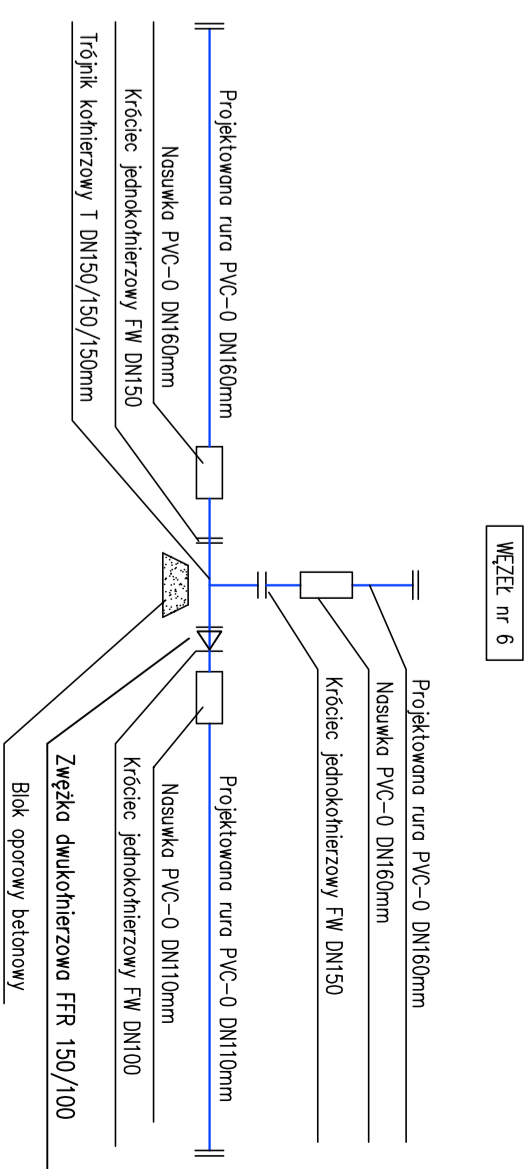 WĘZEŁ nr 6
Projektowana rura PVC-O DN160mm
Nasuwka PVC-O DN160mm
Króciec jednokołnierzowy FW DN150
Trójnik kołnierzowy T DN150/150/150mm
Projektowana rura PVC-O DN160mm
Nasuwka PVC-O DN160mm
Króciec jednokołnierzowy FW DN150
Projektowana rura PVC-O DN110mm
Nasuwka PVC-O DN110mm
Króciec jednokołnierzowy FW DN100
Zwężka dwukołnierzowa FFR 150/100
Blok oporowy betonowy